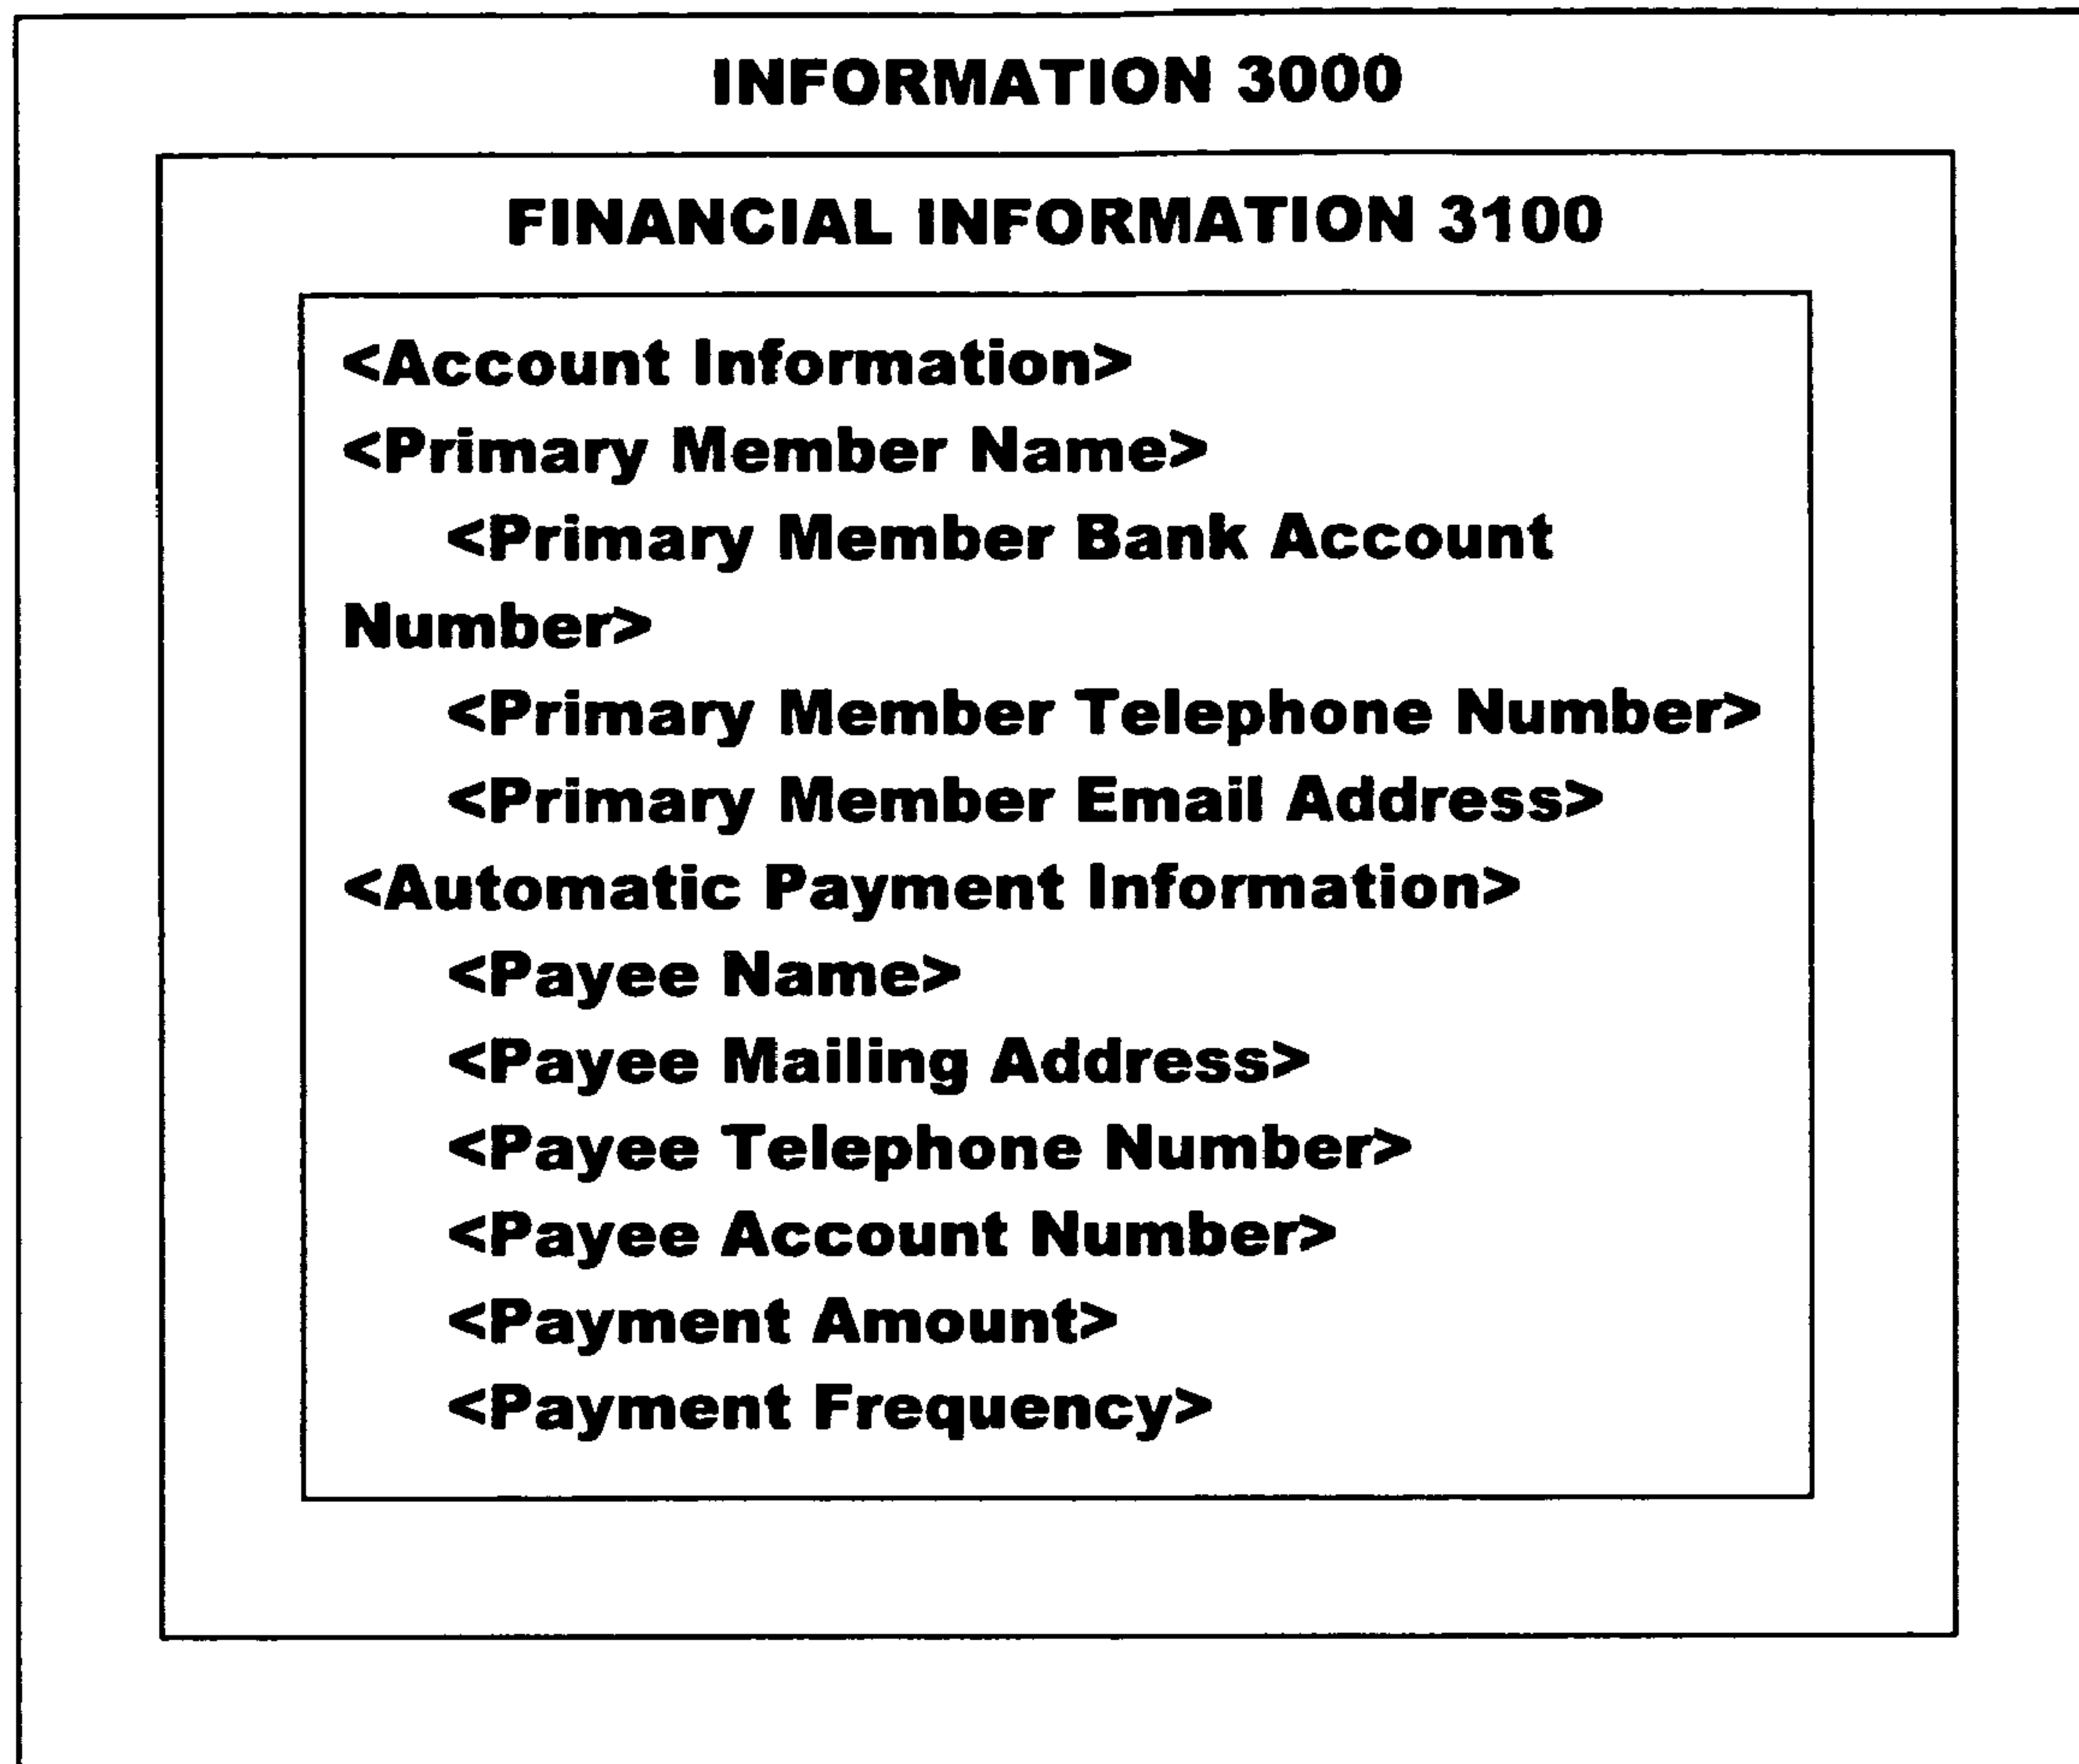 INFORMATION 3000
FINANCIAL INFORMATION 3100
<Account Information>
<Primary Member Name>
<Primary Member Bank Account
Number>
<Primary Member Telephone Number>
<Primary Member Email Address>
<Automatic Payment Information>
<Payee Name>
<Payee Mailing Address>
<Payee Telephone Number>
<Payee Account Number>
<Payment Amount>
<Payment Frequency>